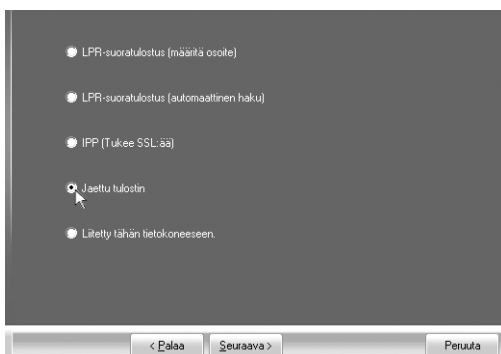 LPR-suoratulostus (määritä osoite)
LPR-suoratulostus (automaattinen haku)
IPP (Tukee SSL:ää)
Jaettu tulostin
Liitetty tähän tietokoneeseen.
< Palaa Seuraava > Peruuta